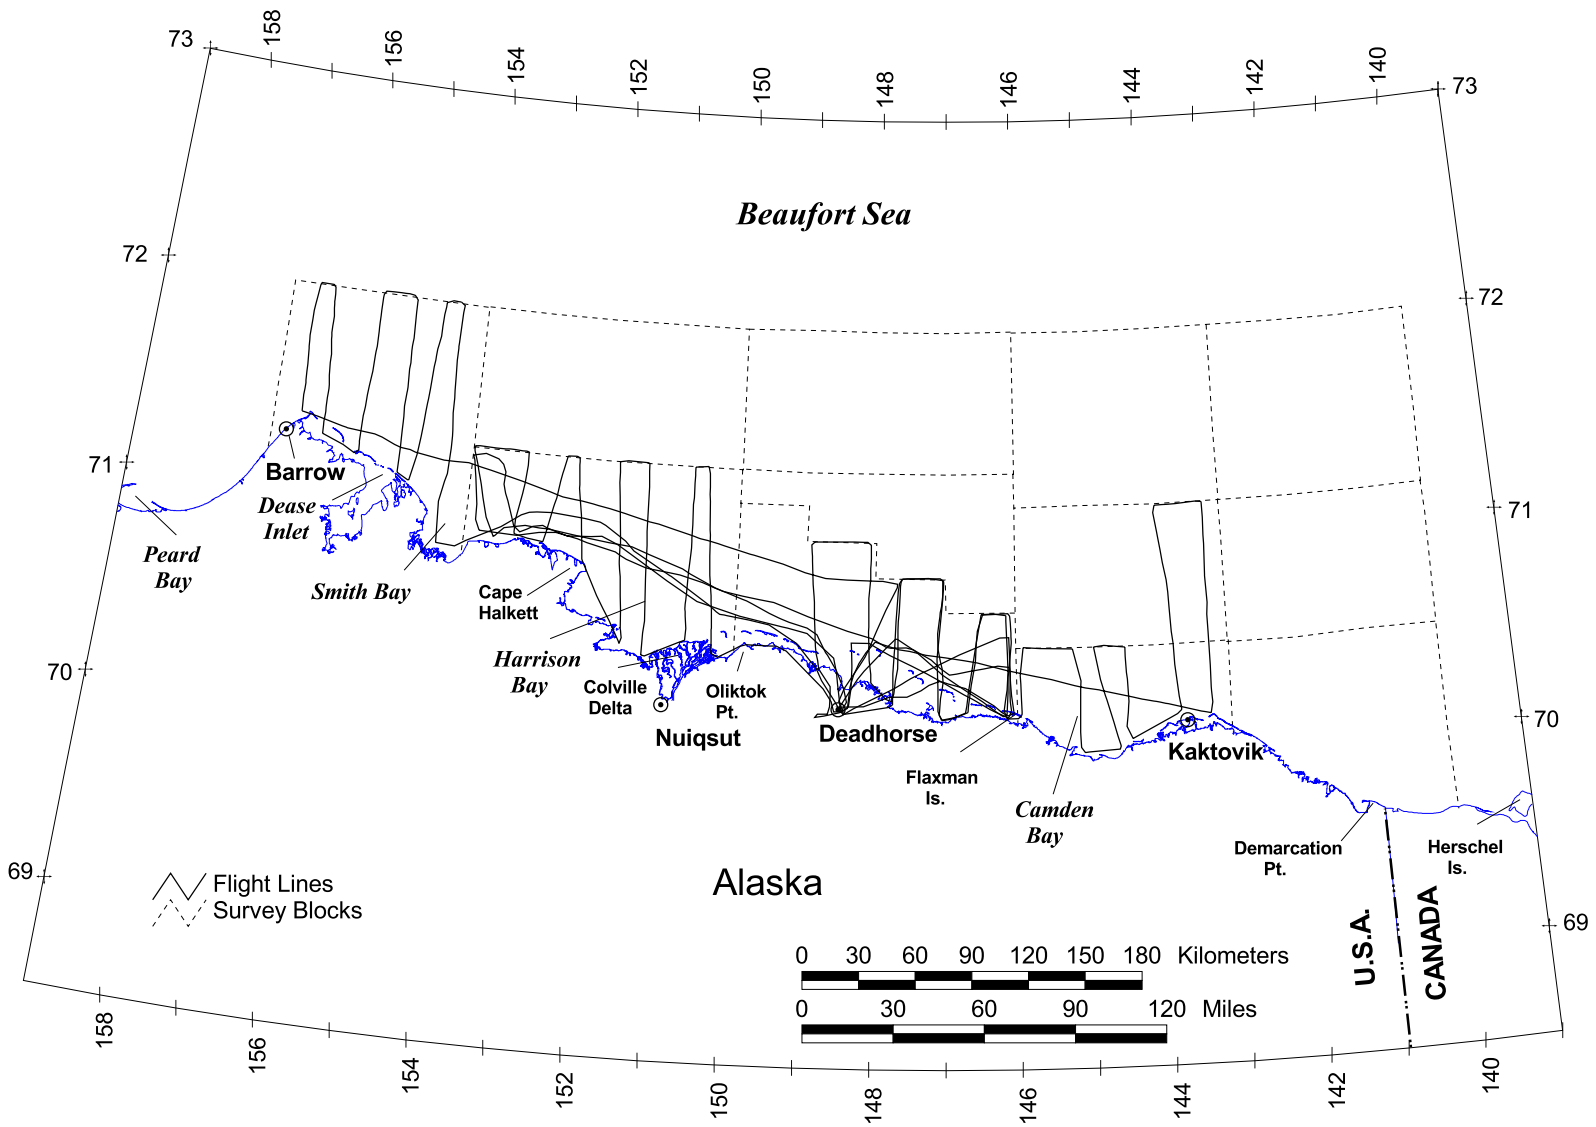 158
156
154
152
150
148
146
144
142
140
73
73
Beaufort Sea
72
72
71
71
Barrow
Dease
Inlet
Peard
Bay
Smith Bay
Cape
Halkett
Harrison
Bay
Colville
Delta
Oliktok
Pt.
Nuiqsut
Deadhorse
Flaxman
Is.
Camden
Bay
Kaktovik
70
70
Demarcation
Pt.
Herschel
Is.
69
69
Flight Lines
Survey Blocks
Alaska
U.S.A.
CANADA
0 30 60 90 120 150 180 Kilometers
0 30 60 90 120 Miles
158
156
154
152
150
148
146
144
142
140